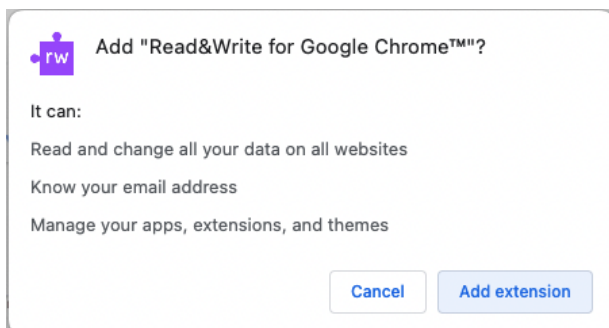 rw
Add "Read&Write for Google Chrome™"?
It can:
Read and change all your data on all websites
Know your email address
Manage your apps, extensions, and themes
Cancel
Add extension